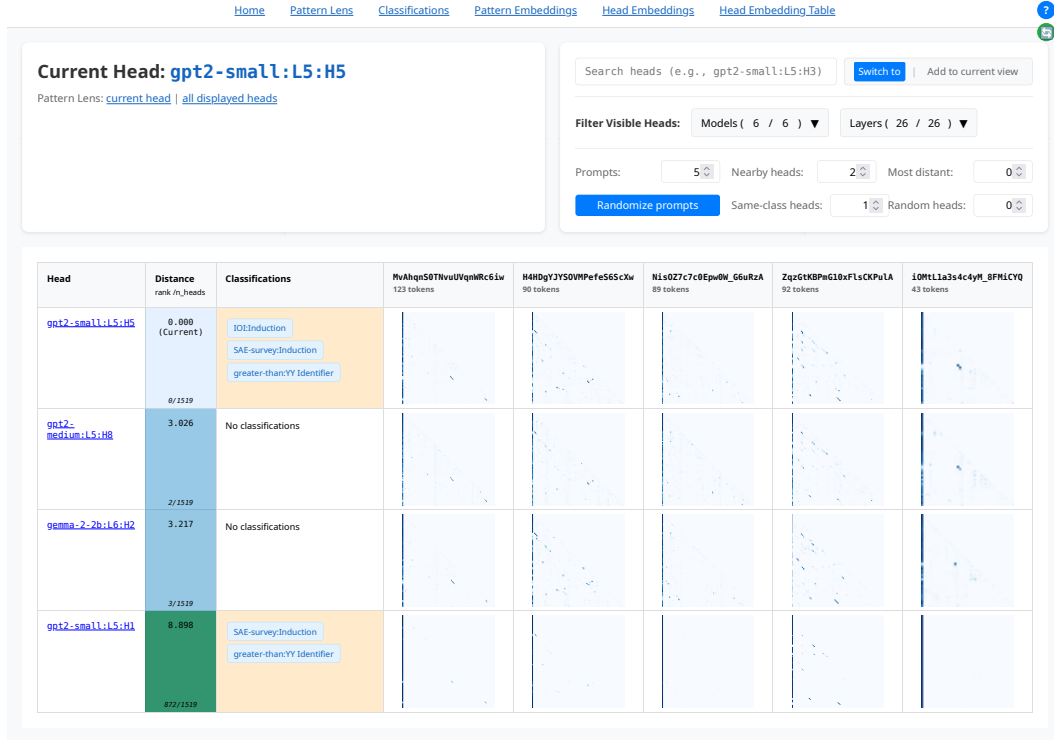 Home Pattern Lens Classifications Pattern Embeddings Head Embeddings Head Embedding Table ?
Current Head: gpt2-small:L5:H5
Pattern Lens: current head | all displayed heads
Search heads (e.g., gpt2-small:L5:H3) Switch to | Add to current view
Filter Visible Heads: Models ( 6 / 6 ) ▼ Layers ( 26 / 26 ) ▼
Prompts: 5 Nearby heads: 2 Most distant: 0
Randomize prompts Same-class heads: 1 Random heads: 0
Head Distance Classifications MvAhqnS0TNvuUVqnWRc6iw H4HDgYJYSOVMPefeS6ScXw NisOZ7c7c0Epw0W_G6uRzA ZqzGtKBPmG10xFlsCKPulA iOMtL1a3s4c4yM_8FMiCYQ
rank /n_heads 123 tokens 90 tokens 89 tokens 92 tokens 43 tokens
gpt2-small:L5:H5 0.000 IOI:Induction
(Current)
SAE-survey:Induction
greater-than:YY Identifier
0/1519
gpt2- 3.026 No classifications
medium:L5:H8
2/1519
gemma-2-2b:L6:H2 3.217 No classifications
3/1519
gpt2-small:L5:H1 8.898 SAE-survey:Induction
greater-than:YY Identifier
872/1519